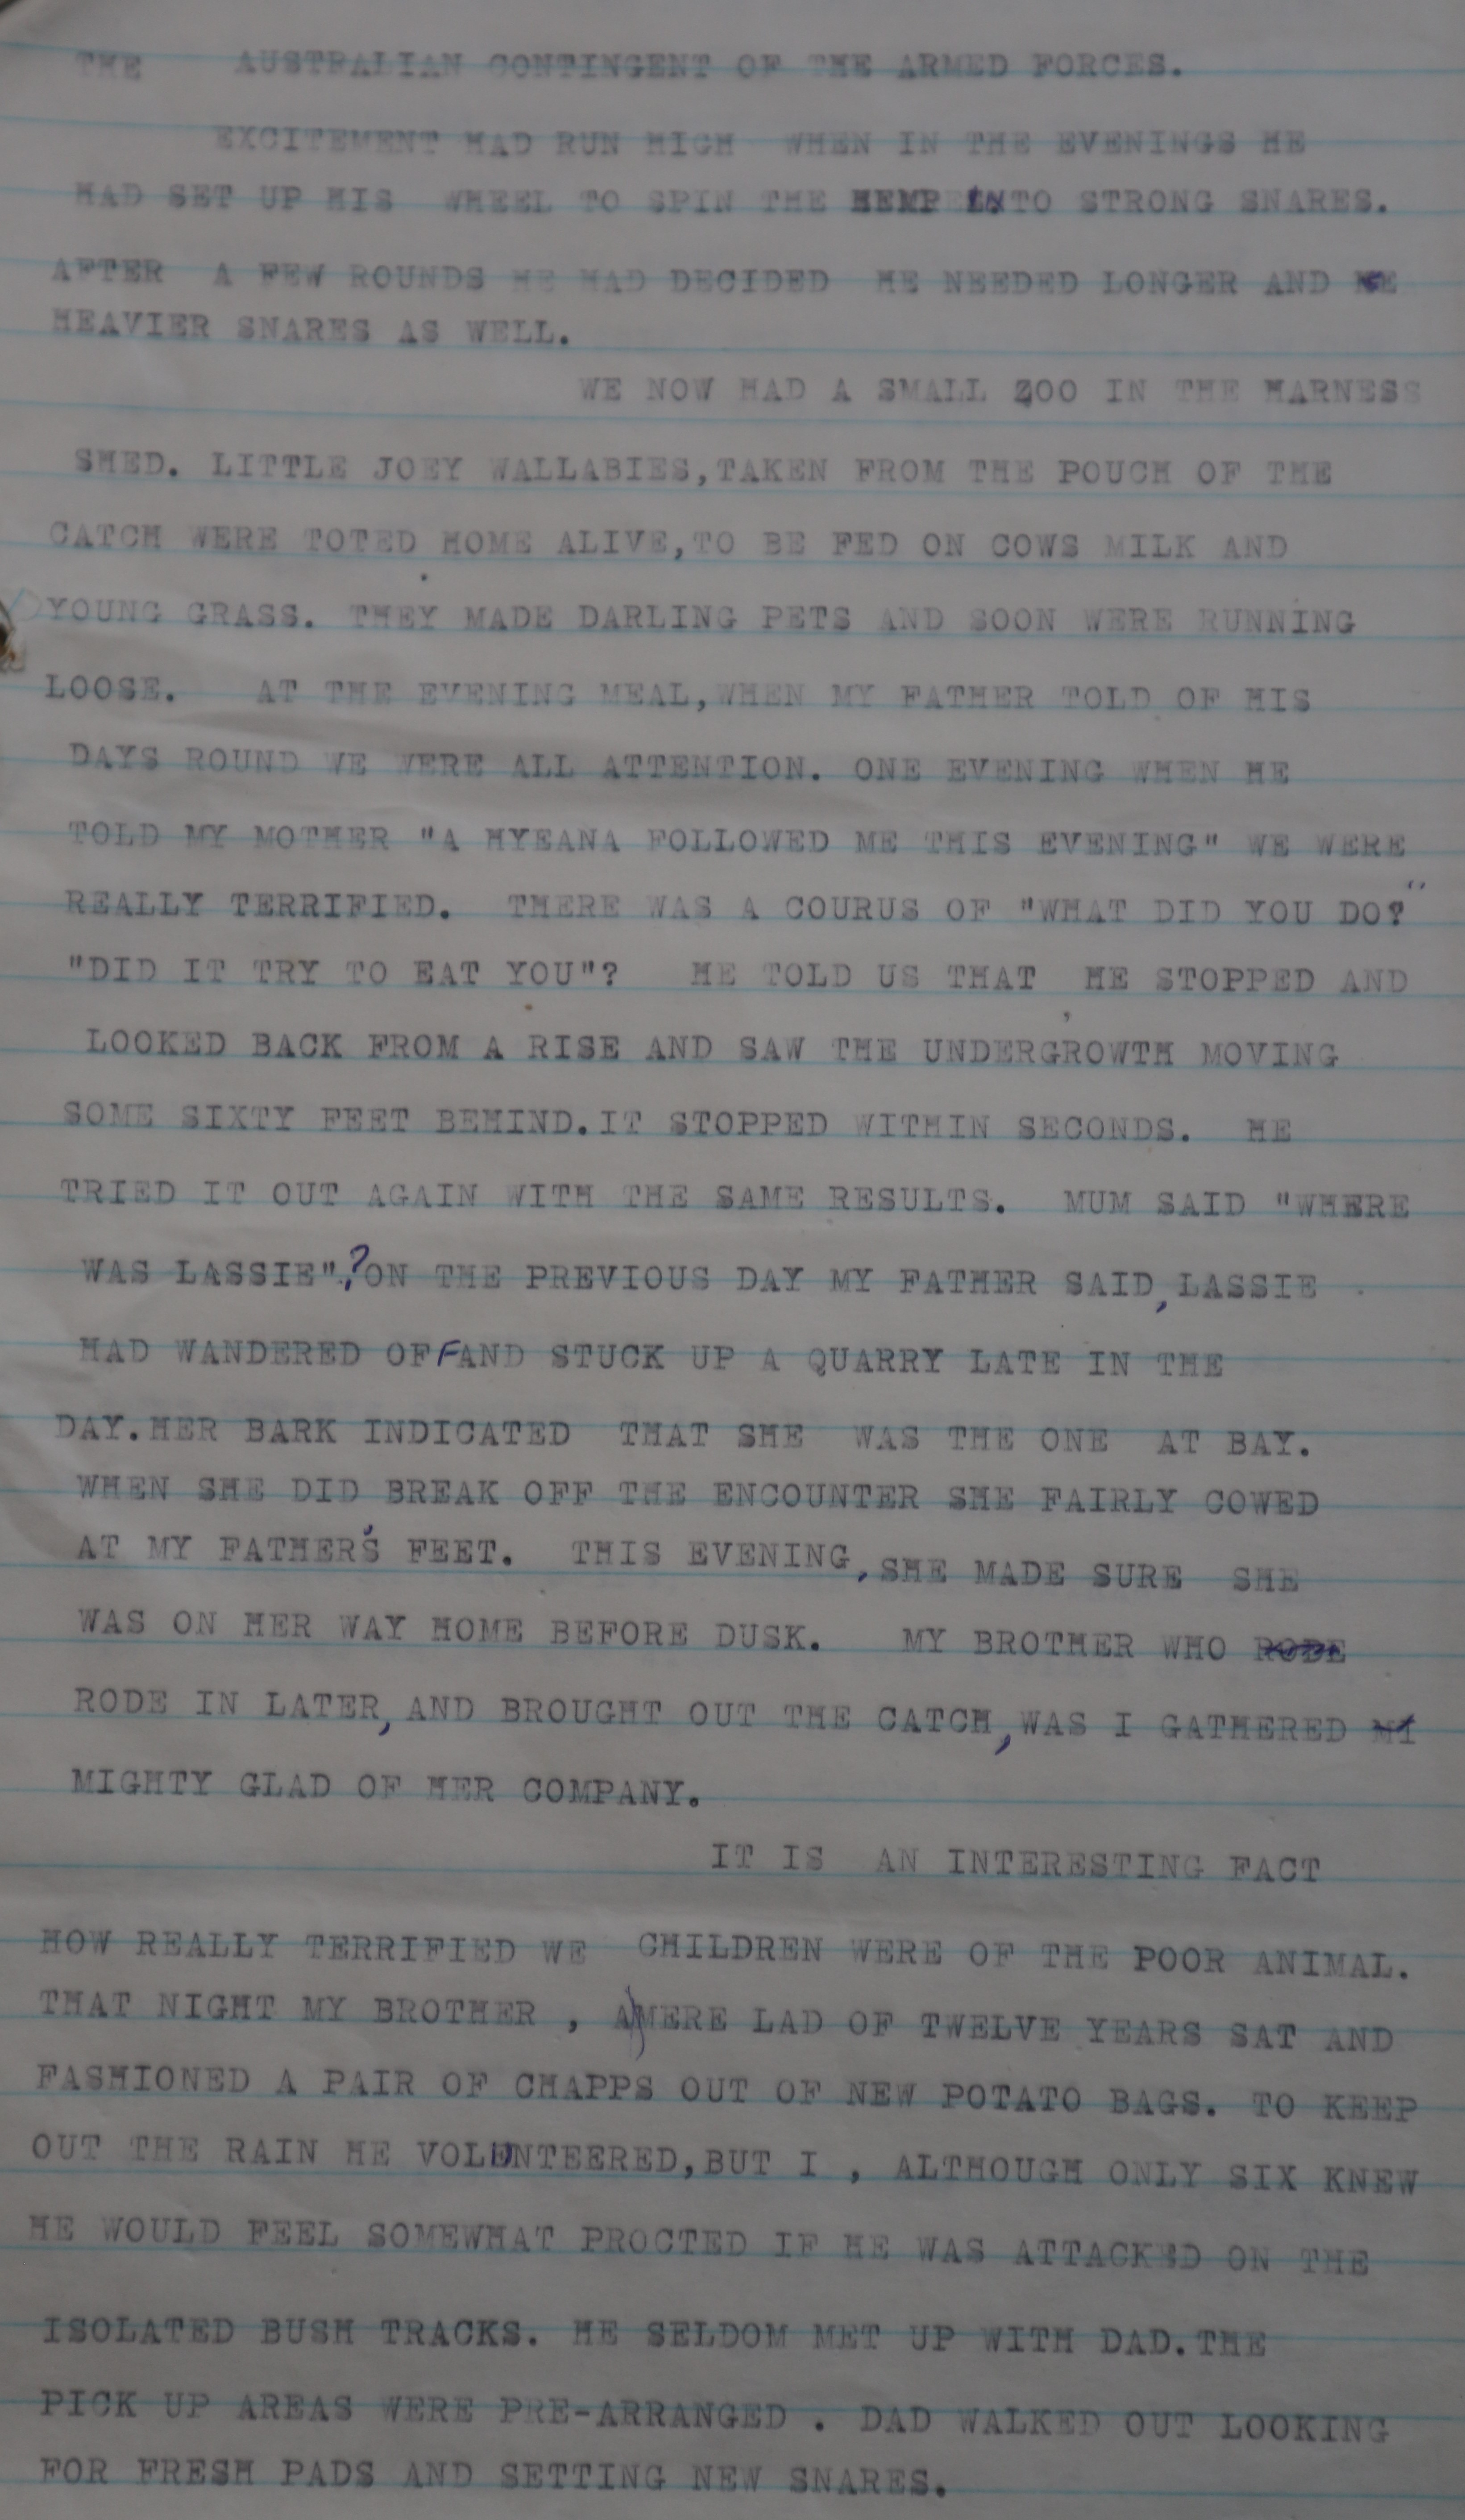 THE AUSTRALIAN CONTINGENT OF THE ARMED FORCES.
EXCITEMENT HAD RUN HIGH WHEN IN THE EVENINGS HE
HAD SET UP HIS WHEEL TO SPIN THE HEMP INTO STRONG SNARES.
AFTER A FEW ROUNDS HE HAD DECIDED HE NEEDED LONGER AND HE
HEAVIER SNARES AS WELL.
WE NOW HAD A SMALL ZOO IN THE HARNESS
SHED. LITTLE JOEY WALLABIES,TAKEN FROM THE POUCH OF THE
CATCH WERE TOTED HOME ALIVE,TO BE FED ON COWS MILK AND
YOUNG GRASS. THEY MADE DARLING PETS AND SOON WERE RUNNING
LOOSE. AT THE EVENING MEAL,WHEN MY FATHER TOLD OF HIS
DAYS ROUND WE WERE ALL ATTENTION. ONE EVENING WHEN HE
TOLD MY MOTHER "A HYEANA FOLLOWED ME THIS EVENING" WE WERE
REALLY TERRIFIED. THERE WAS A COURUS OF "WHAT DID YOU DO?"
"DID IT TRY TO EAT YOU"? HE TOLD US THAT HE STOPPED AND
LOOKED BACK FROM A RISE AND SAW THE UNDERGROWTH MOVING
SOME SIXTY FEET BEHIND.IT STOPPED WITHIN SECONDS. HE
TRIED IT OUT AGAIN WITH THE SAME RESULTS. MUM SAID "WHERE
WAS LASSIE"?ON THE PREVIOUS DAY MY FATHER SAID, LASSIE
HAD WANDERED OFF AND STUCK UP A QUARRY LATE IN THE
DAY.HER BARK INDICATED THAT SHE WAS THE ONE AT BAY.
WHEN SHE DID BREAK OFF THE ENCOUNTER SHE FAIRLY COWED
AT MY FATHER'S FEET. THIS EVENING, SHE MADE SURE SHE
WAS ON HER WAY HOME BEFORE DUSK. MY BROTHER WHO RODE
RODE IN LATER, AND BROUGHT OUT THE CATCH, WAS I GATHERED MI
MIGHTY GLAD OF HER COMPANY.
IT IS AN INTERESTING FACT
HOW REALLY TERRIFIED WE CHILDREN WERE OF THE POOR ANIMAL.
THAT NIGHT MY BROTHER , A MERE LAD OF TWELVE YEARS SAT AND
FASHIONED A PAIR OF CHAPPS OUT OF NEW POTATO BAGS. TO KEEP
OUT THE RAIN HE VOLUNTEERED,BUT I , ALTHOUGH ONLY SIX KNEW
HE WOULD FEEL SOMEWHAT PROCTED IF HE WAS ATTACKED ON THE
ISOLATED BUSH TRACKS. HE SELDOM MET UP WITH DAD.THE
PICK UP AREAS WERE PRE-ARRANGED . DAD WALKED OUT LOOKING
FOR FRESH PADS AND SETTING NEW SNARES.